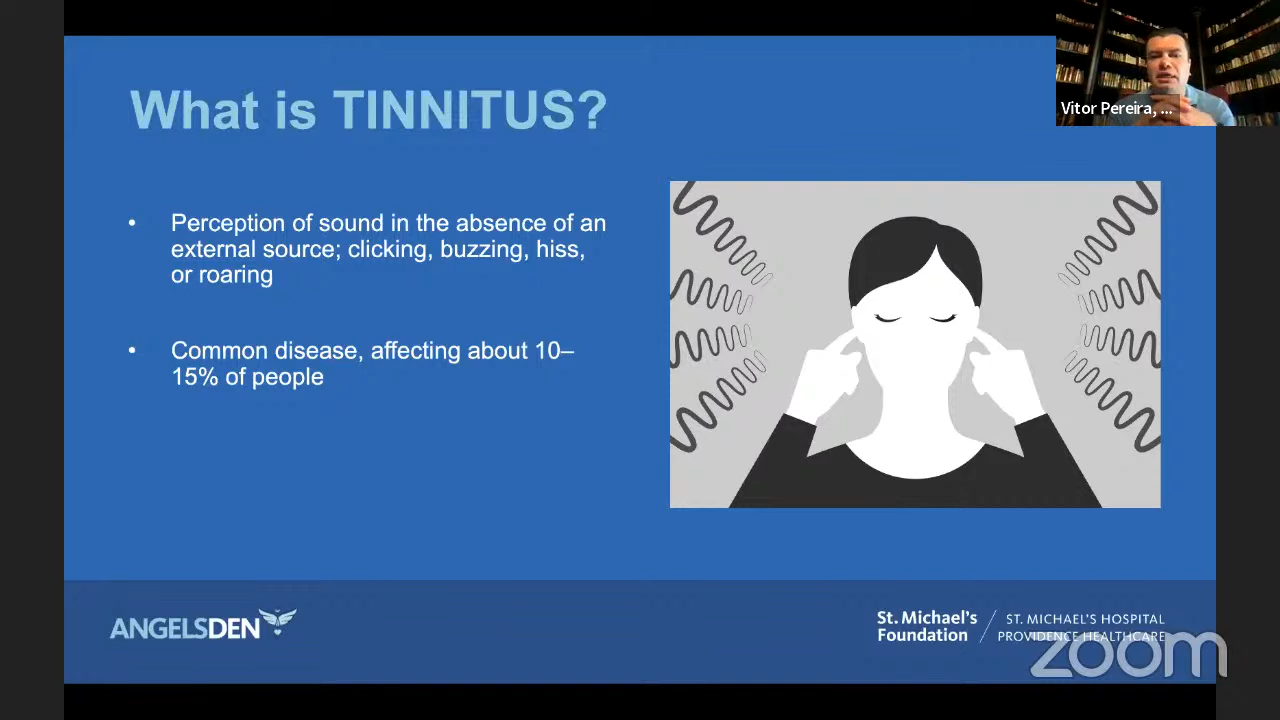 What is TINNITUS?
Vitor Pereira, ...
• Perception of sound in the absence of an
external source; clicking, buzzing, hiss,
or roaring
• Common disease, affecting about 10–
15% of people
ANGELSDEN
St. Michael's
Foundation
ST. MICHAEL'S HOSPITAL
PROVIDENCE HEALTHCARE
zoom